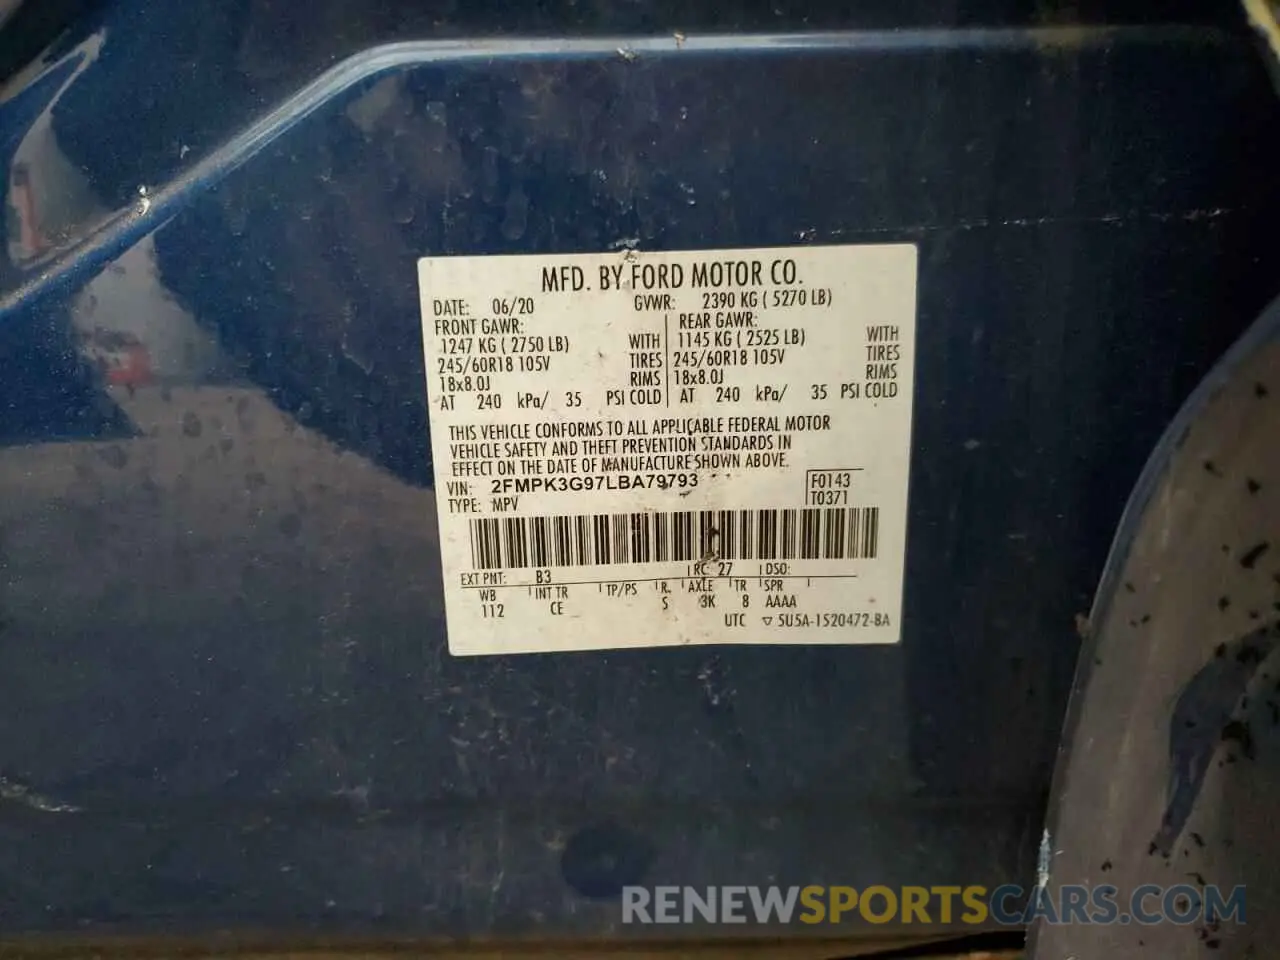 MFD. BY FORD MOTOR CO.
DATE: 06/20 GVWR: 2390 KG ( 5270 LB)
FRONT GAWR: REAR GAWR:
1247 KG ( 2750 LB) WITH 1145 KG ( 2525 LB) WITH
245/60R18 105V TIRES 245/60R18 105V TIRES
18x8.0J RIMS 18x8.0J RIMS
AT 240 kPa/ 35 PSI COLD AT 240 kPa/ 35 PSI COLD
THIS VEHICLE CONFORMS TO ALL APPLICABLE FEDERAL MOTOR
VEHICLE SAFETY AND THEFT PREVENTION STANDARDS IN
EFFECT ON THE DATE OF MANUFACTURE SHOWN ABOVE.
VIN: 2FMPK3G97LBA79793 F0143
TYPE: MPV T0371
EXT PNT: B3 RC: 27 DSO:
WB INT TR TP/PS R. AXLE TR SPR
112 CE S 3K 8 AAAA
UTC ▽ 5U5A-1520472-BA
RENEWSPORTSCARS.COM